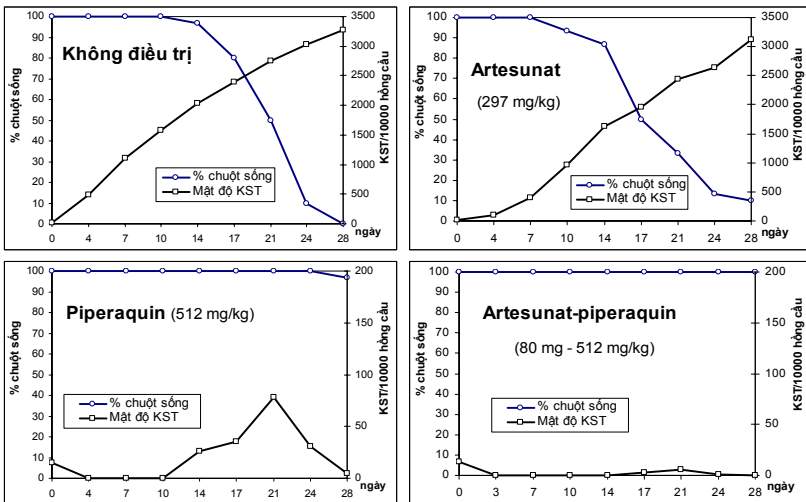 100
90
80
70
60
50
40
30
20
10
0
% chuột sống
Không điều trị
% chuột sống
Mật độ KST
3500
3000
2500
2000
1500
1000
500
0
KST/10000 hồng cầu
0 4 7 10 14 17 21 24 28
ngày
100
90
80
70
60
50
40
30
20
10
0
% chuột sống
Artesunat
(297 mg/kg)
% chuột sống
Mật độ KST
3500
3000
2500
2000
1500
1000
500
0
KST/10000 hồng cầu
0 4 7 10 14 17 21 24 28
ngày
100
90
80
70
60
50
40
30
20
10
0
% chuột sống
Piperaquin (512 mg/kg)
% chuột sống
Mật độ KST
200
150
100
50
0
KST/10000 hồng cầu
0 4 7 10 14 17 21 24 28
ngày
100
90
80
70
60
50
40
30
20
10
0
% chuột sống
Artesunat-piperaquin
(80 mg - 512 mg/kg)
% chuột sống
Mật độ KST
200
150
100
50
0
KST/10000 hồng cầu
0 3 7 10 14 17 21 24 28
ngày